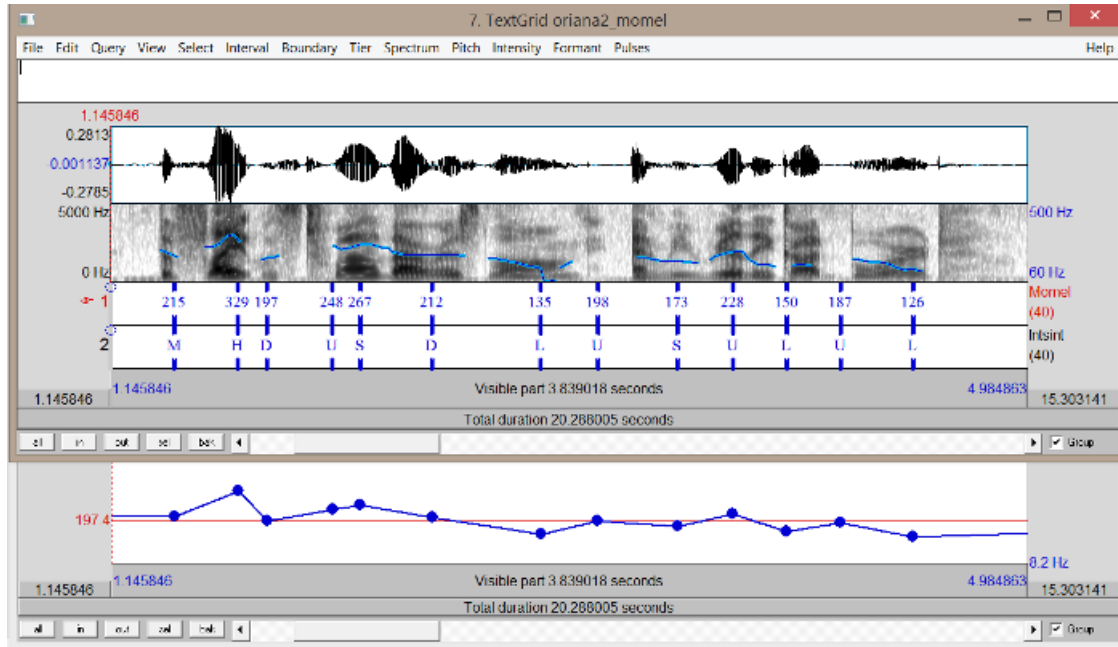 7. TextGrid oriana2_momel
File Edit Query View Select Interval Boundary Tier Spectrum Pitch Intensity Formant Pulses Help
1.145846
0.2813
-0.001137
-0.2785
5000 Hz 500 Hz
0 Hz 60 Hz
1 215 329 197 248 267 212 135 198 173 228 150 187 126 Momel
(40)
2 M H D U S D L U S U L U L Intsint
(40)
1.145846 Visible part 3.839018 seconds 4.984863
1.145846 15.303141
Total duration 20.288005 seconds
all in out sel bak Group
197.4
8.2 Hz
1.145846 Visible part 3.839018 seconds 4.984863
1.145846 15.303141
Total duration 20.288005 seconds
all in out sel bak Group